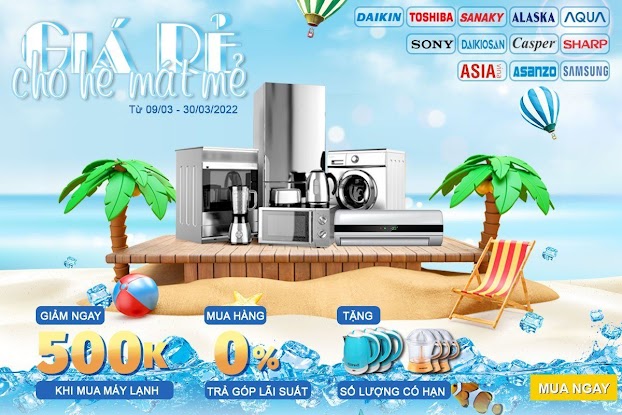 GIÁ RẺ
cho hè mát mẻ
Từ 09/03 - 30/03/2022
DAIKIN TOSHIBA SANAKY ALASKA AQUA
SONY DAIKIOSAN Casper SHARP
ASIA VINA asanzo SAMSUNG
GIẢM NGAY
500K
KHI MUA MÁY LẠNH
MUA HÀNG
0%
TRẢ GÓP LÃI SUẤT
TẶNG
SỐ LƯỢNG CÓ HẠN
MUA NGAY